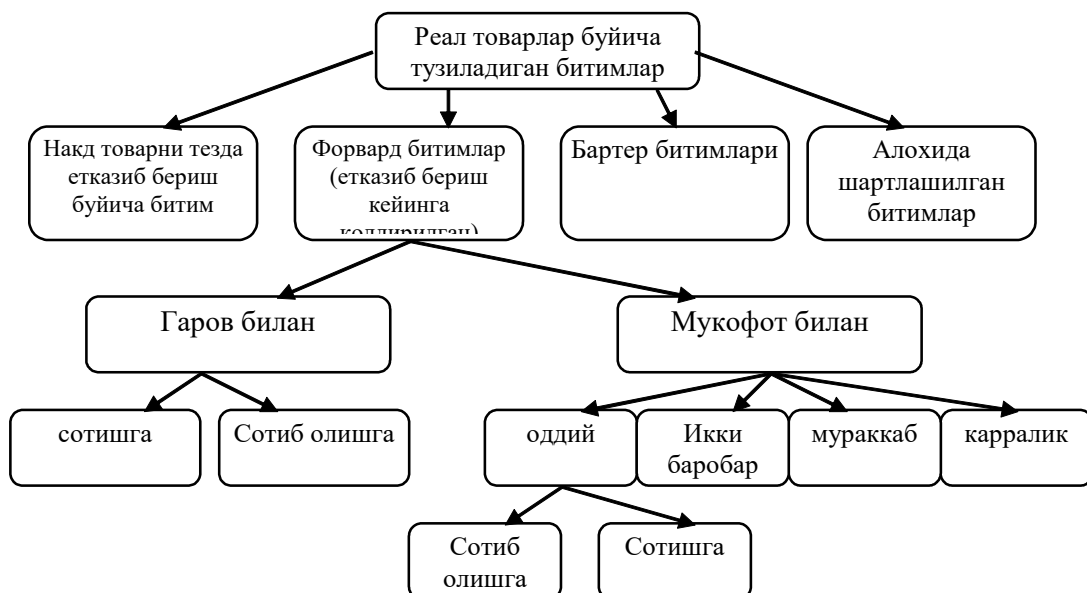 Реал товарлар буйича
тузиладиган битимлар
Накд товарни тезда
етказиб бериш
буйича битим
Форвард битимлар
(етказиб бериш
кейинга
колдирилган)
Бартер битимлари
Алохида
шартлашилган
битимлар
Гаров билан
Мукофот билан
сотишга
Сотиб олишга
оддий
Икки
баробар
мураккаб
карралик
Сотиб
олишга
Сотишга